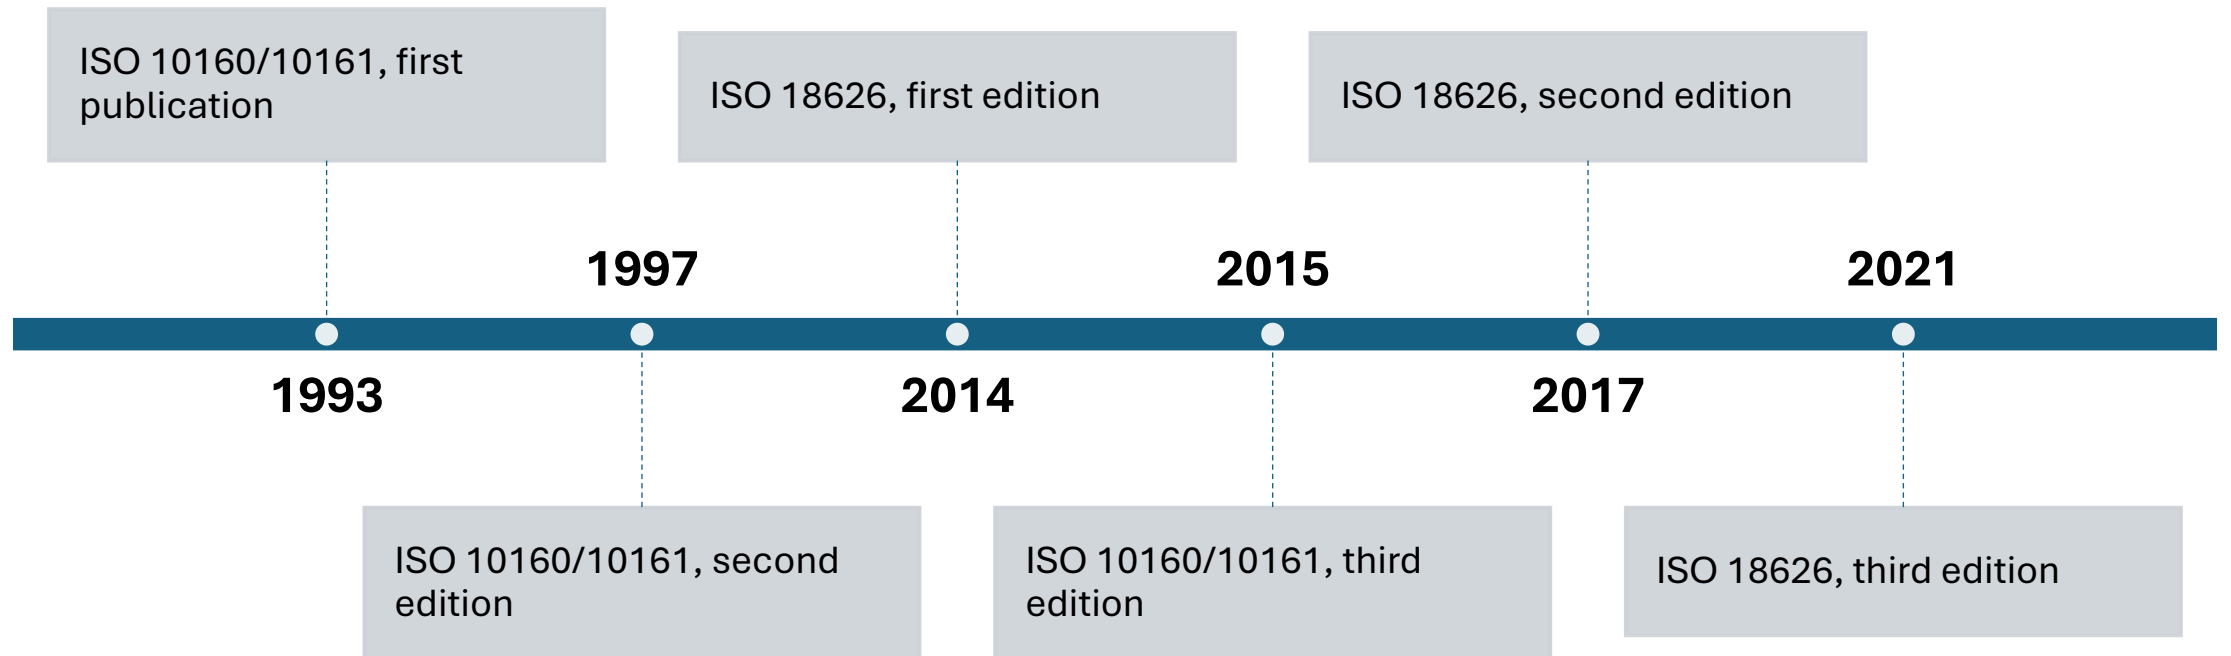 ISO 10160/10161, first
publication
ISO 18626, first edition
ISO 18626, second edition
1997
2015
2021
1993
2014
2017
ISO 10160/10161, second
edition
ISO 10160/10161, third
edition
ISO 18626, third edition